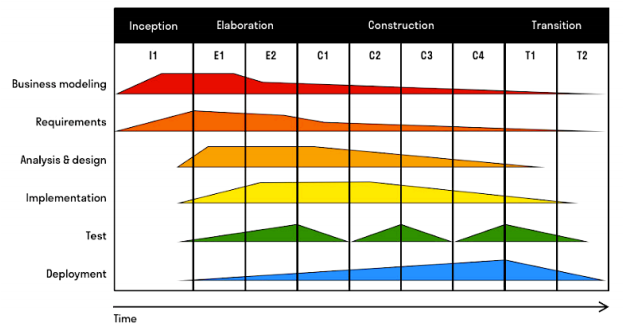 Inception Elaboration Construction Transition
I1 E1 E2 C1 C2 C3 C4 T1 T2
Business modeling
Requirements
Analysis & design
Implementation
Test
Deployment
Time